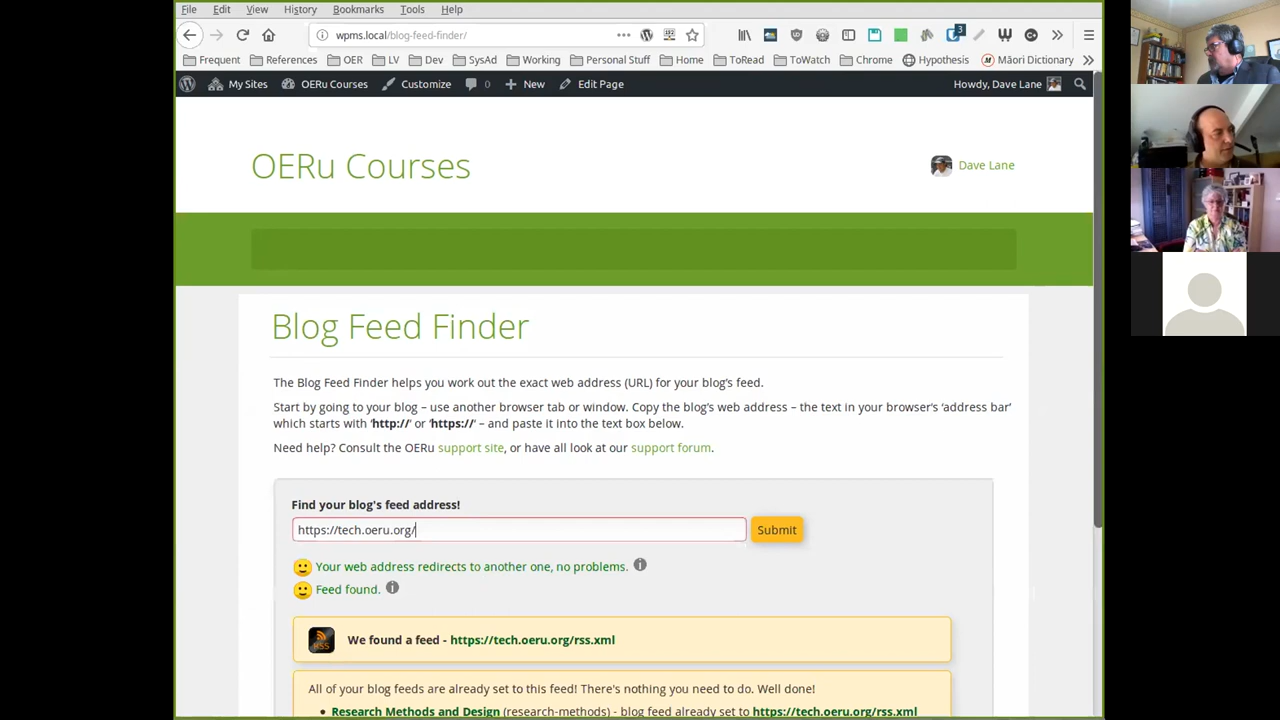 File Edit View History Bookmarks Tools Help
wpms.local/blog-feed-finder/
3
Frequent References OER LV Dev SysAd Working Personal Stuff Home ToRead ToWatch Chrome Hypothesis Māori Dictionary
My Sites OERu Courses Customize 0 New Edit Page Howdy, Dave Lane
OERu Courses
Dave Lane
Blog Feed Finder
The Blog Feed Finder helps you work out the exact web address (URL) for your blog's feed.
Start by going to your blog – use another browser tab or window. Copy the blog's web address – the text in your browser's 'address bar'
which starts with 'http://' or 'https://' – and paste it into the text box below.
Need help? Consult the OERu support site, or have all look at our support forum.
Find your blog's feed address!
https://tech.oeru.org/ Submit
Your web address redirects to another one, no problems.
Feed found.
RSS We found a feed - https://tech.oeru.org/rss.xml
All of your blog feeds are already set to this feed! There's nothing you need to do. Well done!
• Research Methods and Design (research-methods) - blog feed already set to https://tech.oeru.org/rss.xml